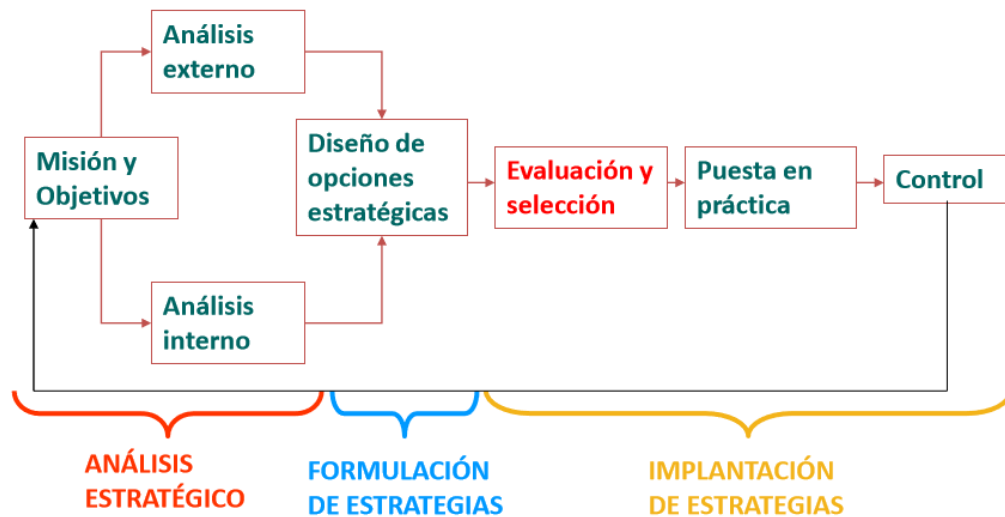 Análisis
externo
Misión y
Objetivos
Análisis
interno
Diseño de
opciones
estratégicas
Evaluación y
selección
Puesta en
práctica
Control
ANÁLISIS
ESTRATÉGICO
FORMULACIÓN
DE ESTRATEGIAS
IMPLANTACIÓN
DE ESTRATEGIAS